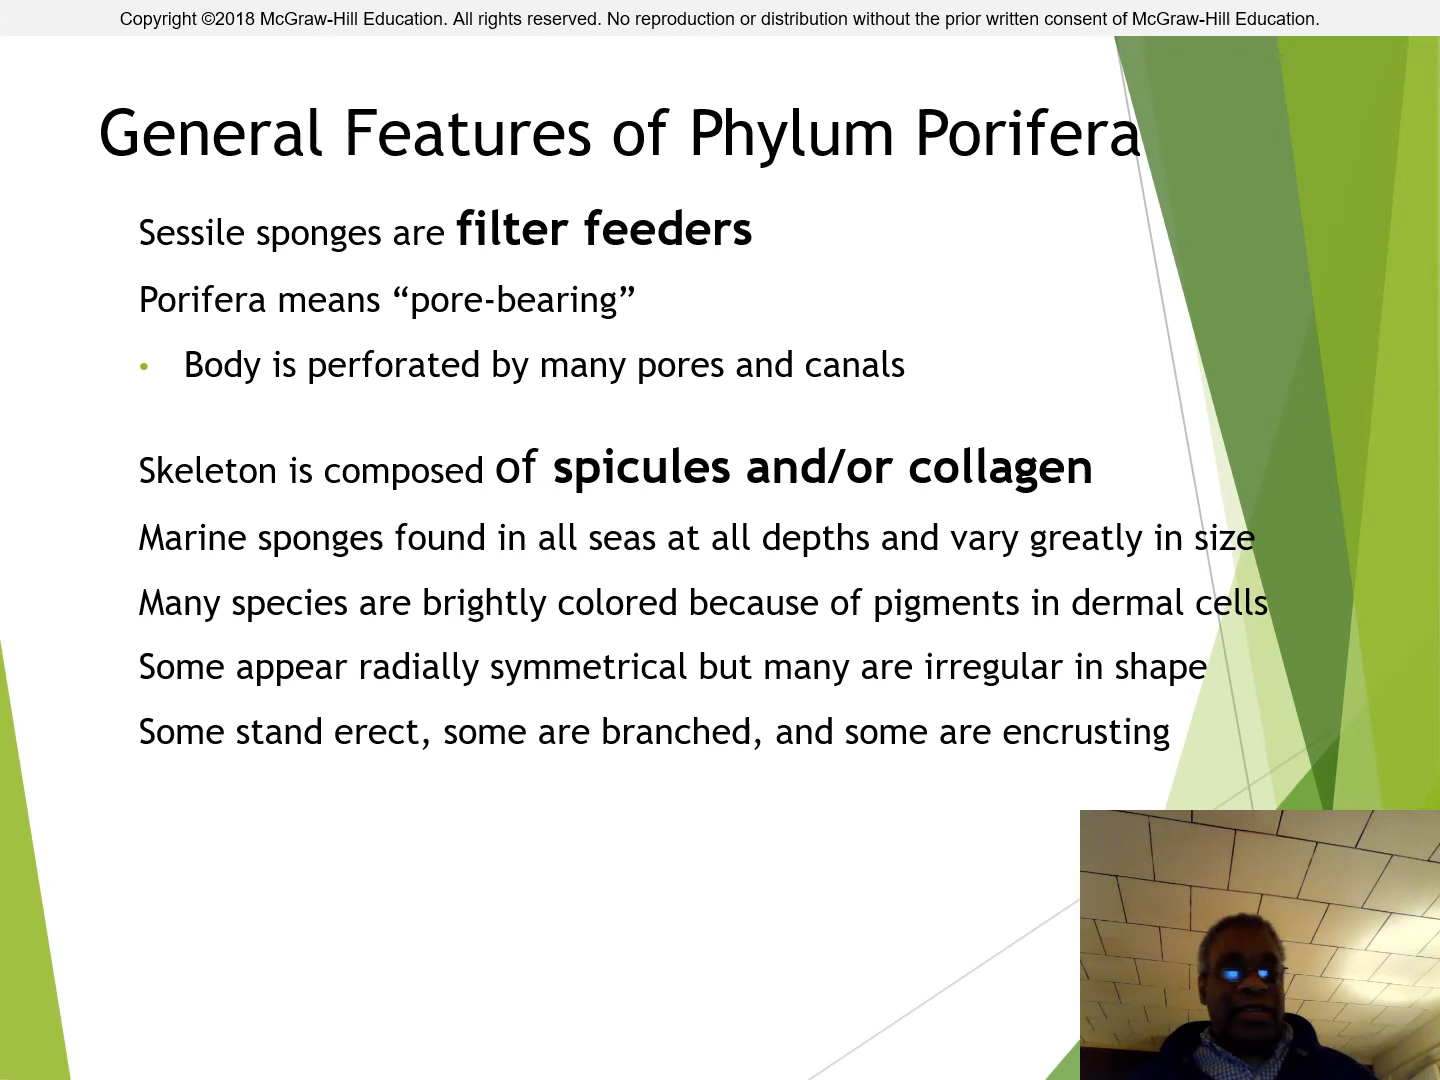 Copyright ©2018 McGraw-Hill Education. All rights reserved. No reproduction or distribution without the prior written consent of McGraw-Hill Education.
General Features of Phylum Porifera
Sessile sponges are filter feeders
Porifera means “pore-bearing”
• Body is perforated by many pores and canals
Skeleton is composed of spicules and/or collagen
Marine sponges found in all seas at all depths and vary greatly in size
Many species are brightly colored because of pigments in dermal cells
Some appear radially symmetrical but many are irregular in shape
Some stand erect, some are branched, and some are encrusting